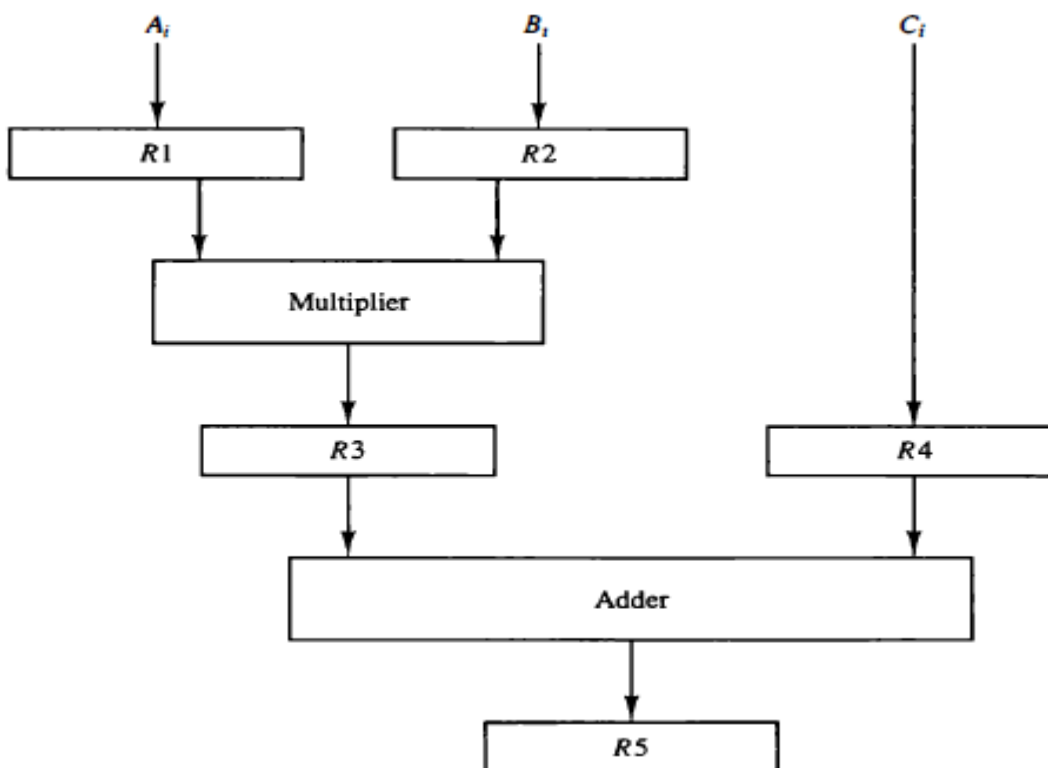 Aᵢ Bᵢ Cᵢ
R1 R2
Multiplier
R3 R4
Adder
R5